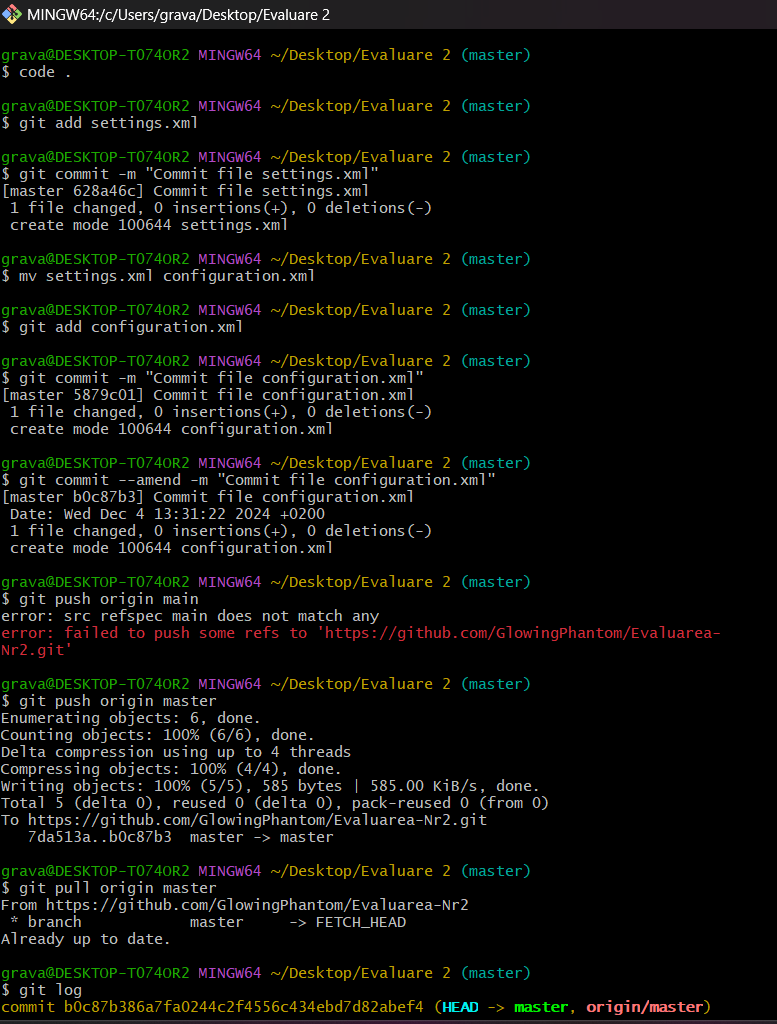 MINGW64:/c/Users/grava/Desktop/Evaluare 2
grava@DESKTOP-T074OR2 MINGW64 ~/Desktop/Evaluare 2 (master)
$ code .
grava@DESKTOP-T074OR2 MINGW64 ~/Desktop/Evaluare 2 (master)
$ git add settings.xml
grava@DESKTOP-T074OR2 MINGW64 ~/Desktop/Evaluare 2 (master)
$ git commit -m "Commit file settings.xml"
[master 628a46c] Commit file settings.xml
 1 file changed, 0 insertions(+), 0 deletions(-)
 create mode 100644 settings.xml
grava@DESKTOP-T074OR2 MINGW64 ~/Desktop/Evaluare 2 (master)
$ mv settings.xml configuration.xml
grava@DESKTOP-T074OR2 MINGW64 ~/Desktop/Evaluare 2 (master)
$ git add configuration.xml
grava@DESKTOP-T074OR2 MINGW64 ~/Desktop/Evaluare 2 (master)
$ git commit -m "Commit file configuration.xml"
[master 5879c01] Commit file configuration.xml
 1 file changed, 0 insertions(+), 0 deletions(-)
 create mode 100644 configuration.xml
grava@DESKTOP-T074OR2 MINGW64 ~/Desktop/Evaluare 2 (master)
$ git commit --amend -m "Commit file configuration.xml"
[master b0c87b3] Commit file configuration.xml
 Date: Wed Dec 4 13:31:22 2024 +0200
 1 file changed, 0 insertions(+), 0 deletions(-)
 create mode 100644 configuration.xml
grava@DESKTOP-T074OR2 MINGW64 ~/Desktop/Evaluare 2 (master)
$ git push origin main
error: src refspec main does not match any
error: failed to push some refs to 'https://github.com/GlowingPhantom/Evaluarea-
Nr2.git'
grava@DESKTOP-T074OR2 MINGW64 ~/Desktop/Evaluare 2 (master)
$ git push origin master
Enumerating objects: 6, done.
Counting objects: 100% (6/6), done.
Delta compression using up to 4 threads
Compressing objects: 100% (4/4), done.
Writing objects: 100% (5/5), 585 bytes | 585.00 KiB/s, done.
Total 5 (delta 0), reused 0 (delta 0), pack-reused 0 (from 0)
To https://github.com/GlowingPhantom/Evaluarea-Nr2.git
   7da513a..b0c87b3  master -> master
grava@DESKTOP-T074OR2 MINGW64 ~/Desktop/Evaluare 2 (master)
$ git pull origin master
From https://github.com/GlowingPhantom/Evaluarea-Nr2
 * branch            master     -> FETCH_HEAD
Already up to date.
grava@DESKTOP-T074OR2 MINGW64 ~/Desktop/Evaluare 2 (master)
$ git log
commit b0c87b386a7fa0244c2f4556c434ebd7d82abef4 (HEAD -> master, origin/master)